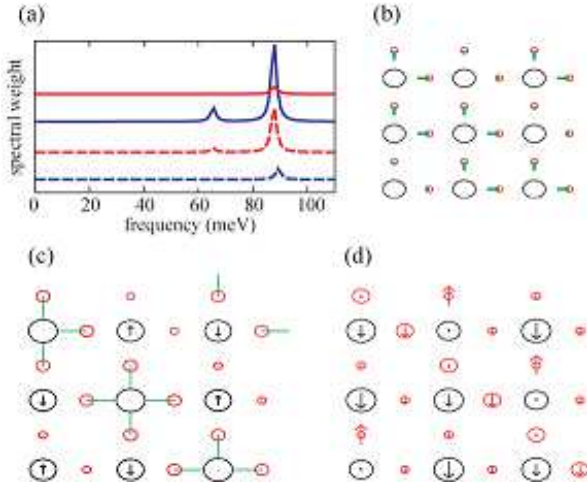 (a)
spectral weight
0 20 40 60 80 100
frequency (meV)
(b)
(c)
(d)